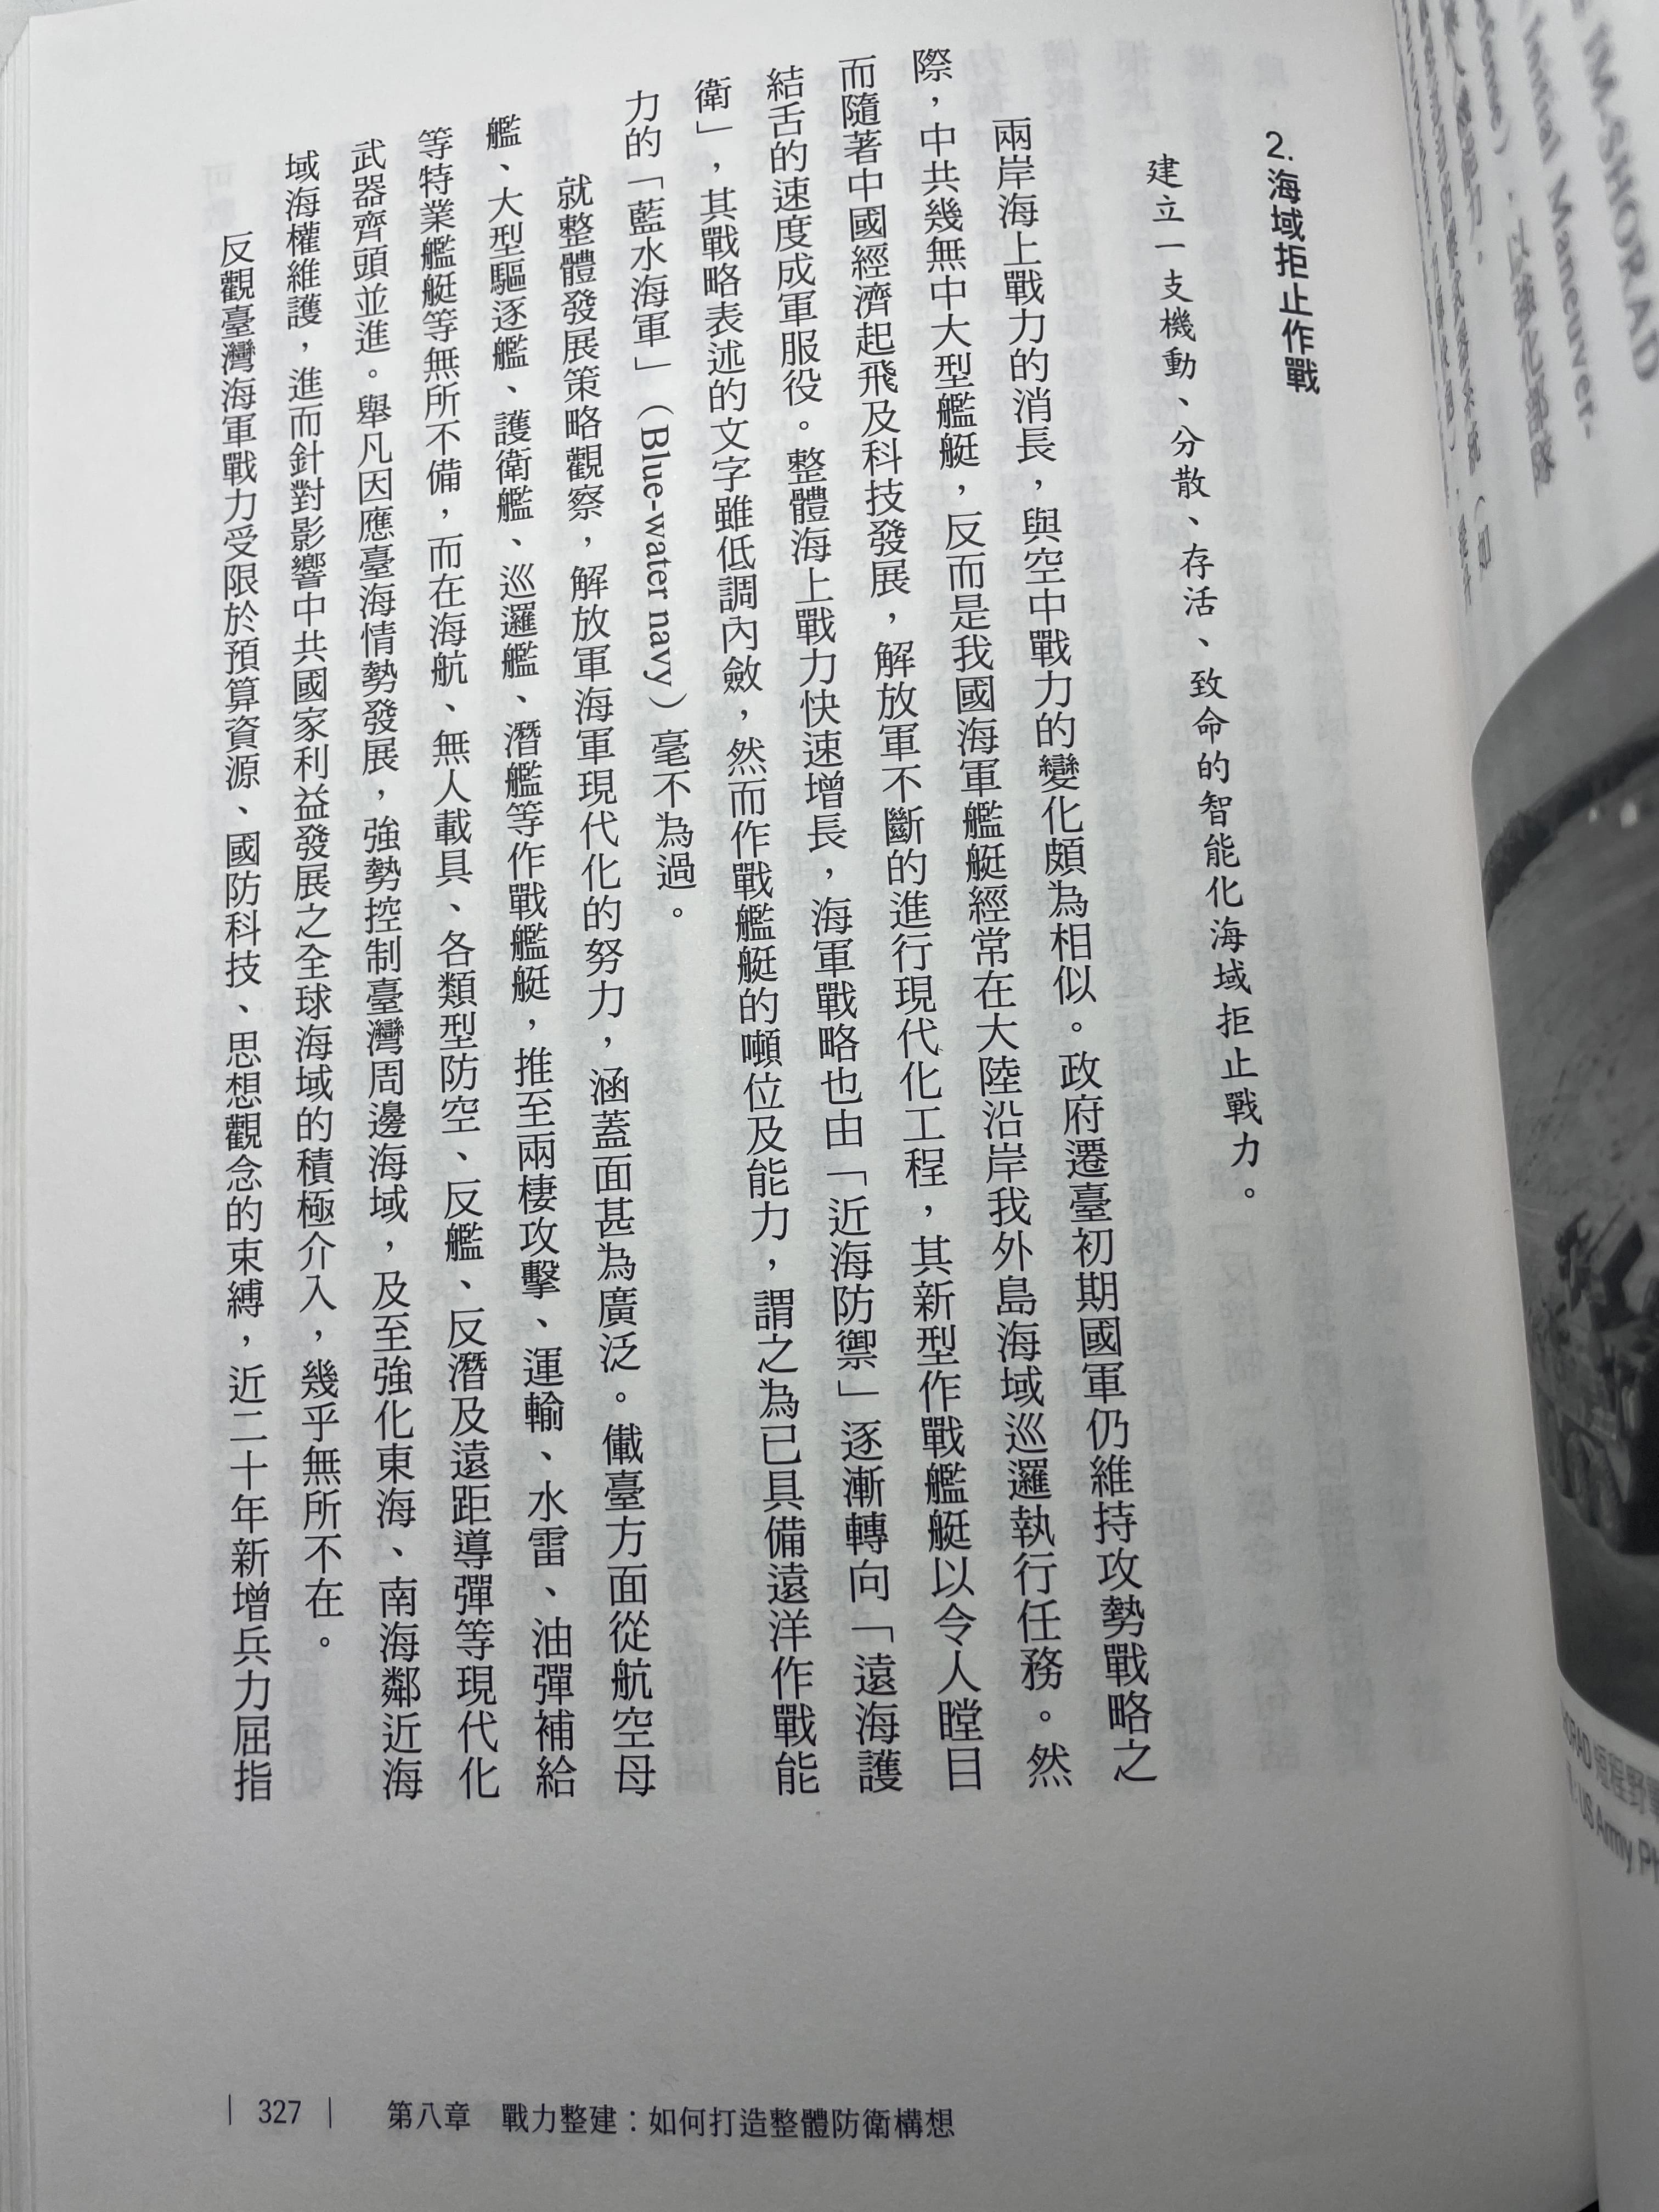 IM-SHORAD
Initial Maneuver-
），以強化部隊
（如
2.海域拒止作戰
建立一支機動、分散、存活、致命的智能化海域拒止戰力。
兩岸海上戰力的消長，與空中戰力的變化頗為相似。政府遷臺初期國軍仍維持攻勢戰略之
際，中共幾無中大型艦艇，反而是我國海軍艦艇經常在大陸沿岸我外島海域巡邏執行任務。然
而隨著中國經濟起飛及科技發展，解放軍不斷的進行現代化工程，其新型作戰艦艇以令人瞠目
結舌的速度成軍服役。整體海上戰力快速增長，海軍戰略也由「近海防禦」逐漸轉向「遠海護
衛」，其戰略表述的文字雖低調內斂，然而作戰艦艇的噸位及能力，謂之為已具備遠洋作戰能
力的「藍水海軍」（Blue-water navy）毫不為過。
就整體發展策略觀察，解放軍海軍現代化的努力，涵蓋面甚為廣泛。儎臺方面從航空母
艦、大型驅逐艦、護衛艦、巡邏艦、潛艦等作戰艦艇，推至兩棲攻擊、運輸、水雷、油彈補給
等特業艦艇等無所不備，而在海航、無人載具、各類型防空、反艦、反潛及遠距導彈等現代化
武器齊頭並進。舉凡因應臺海情勢發展，強勢控制臺灣周邊海域，及至強化東海、南海鄰近海
域海權維護，進而針對影響中共國家利益發展之全球海域的積極介入，幾乎無所不在。
反觀臺灣海軍戰力受限於預算資源、國防科技、思想觀念的束縛，近二十年新增兵力屈指
ORAD 短程野戰
: US Army Ph
327
第八章 戰力整建：如何打造整體防衛構想